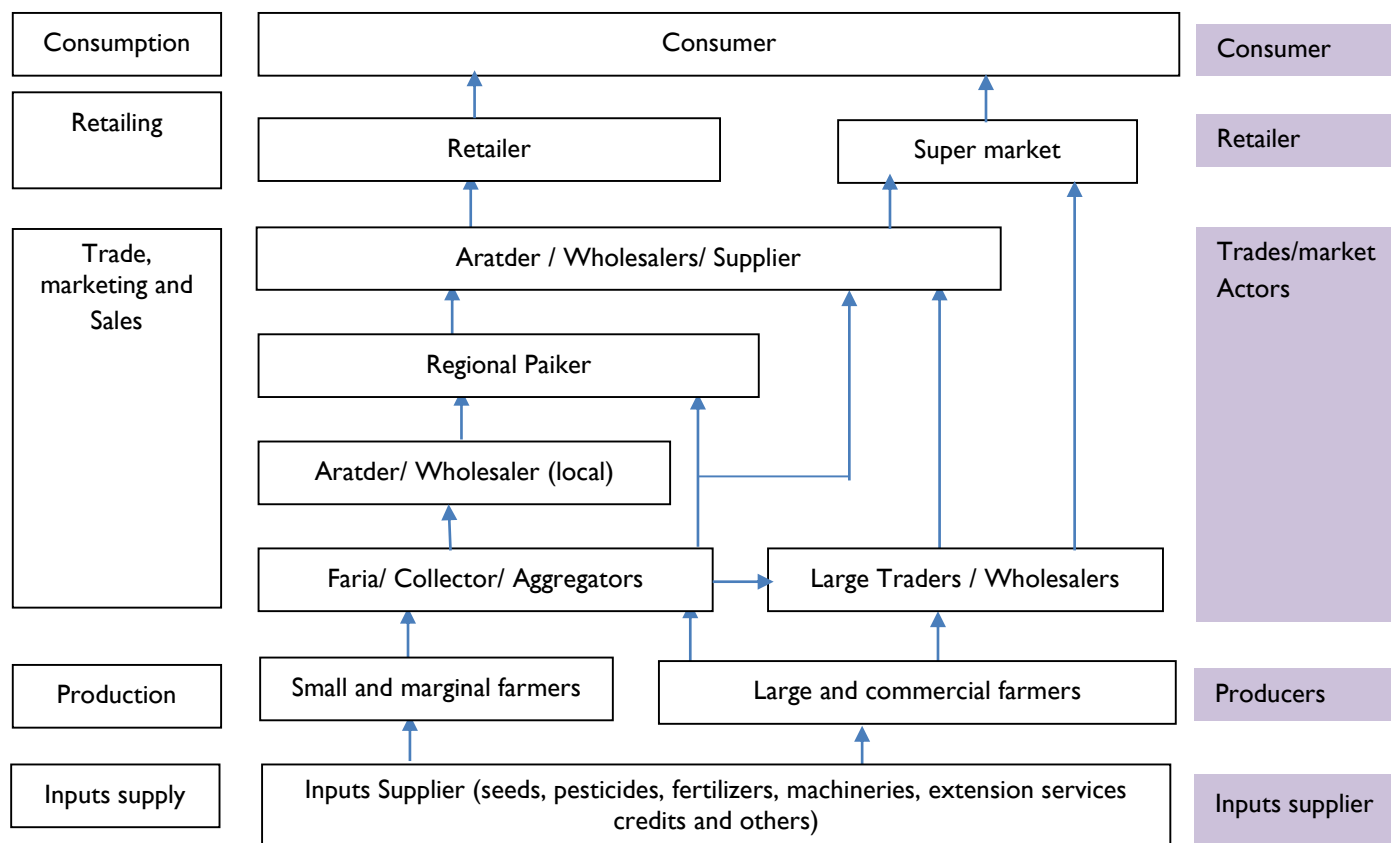 Consumption
Consumer
Consumer
Retailing
Retailer
Super market
Retailer
Trade,
marketing and
Sales
Aratder / Wholesalers/ Supplier
Trades/market
Actors
Regional Paiker
Aratder/ Wholesaler (local)
Faria/ Collector/ Aggregators
Large Traders / Wholesalers
Production
Small and marginal farmers
Large and commercial farmers
Producers
Inputs supply
Inputs Supplier (seeds, pesticides, fertilizers, machineries, extension services
credits and others)
Inputs supplier